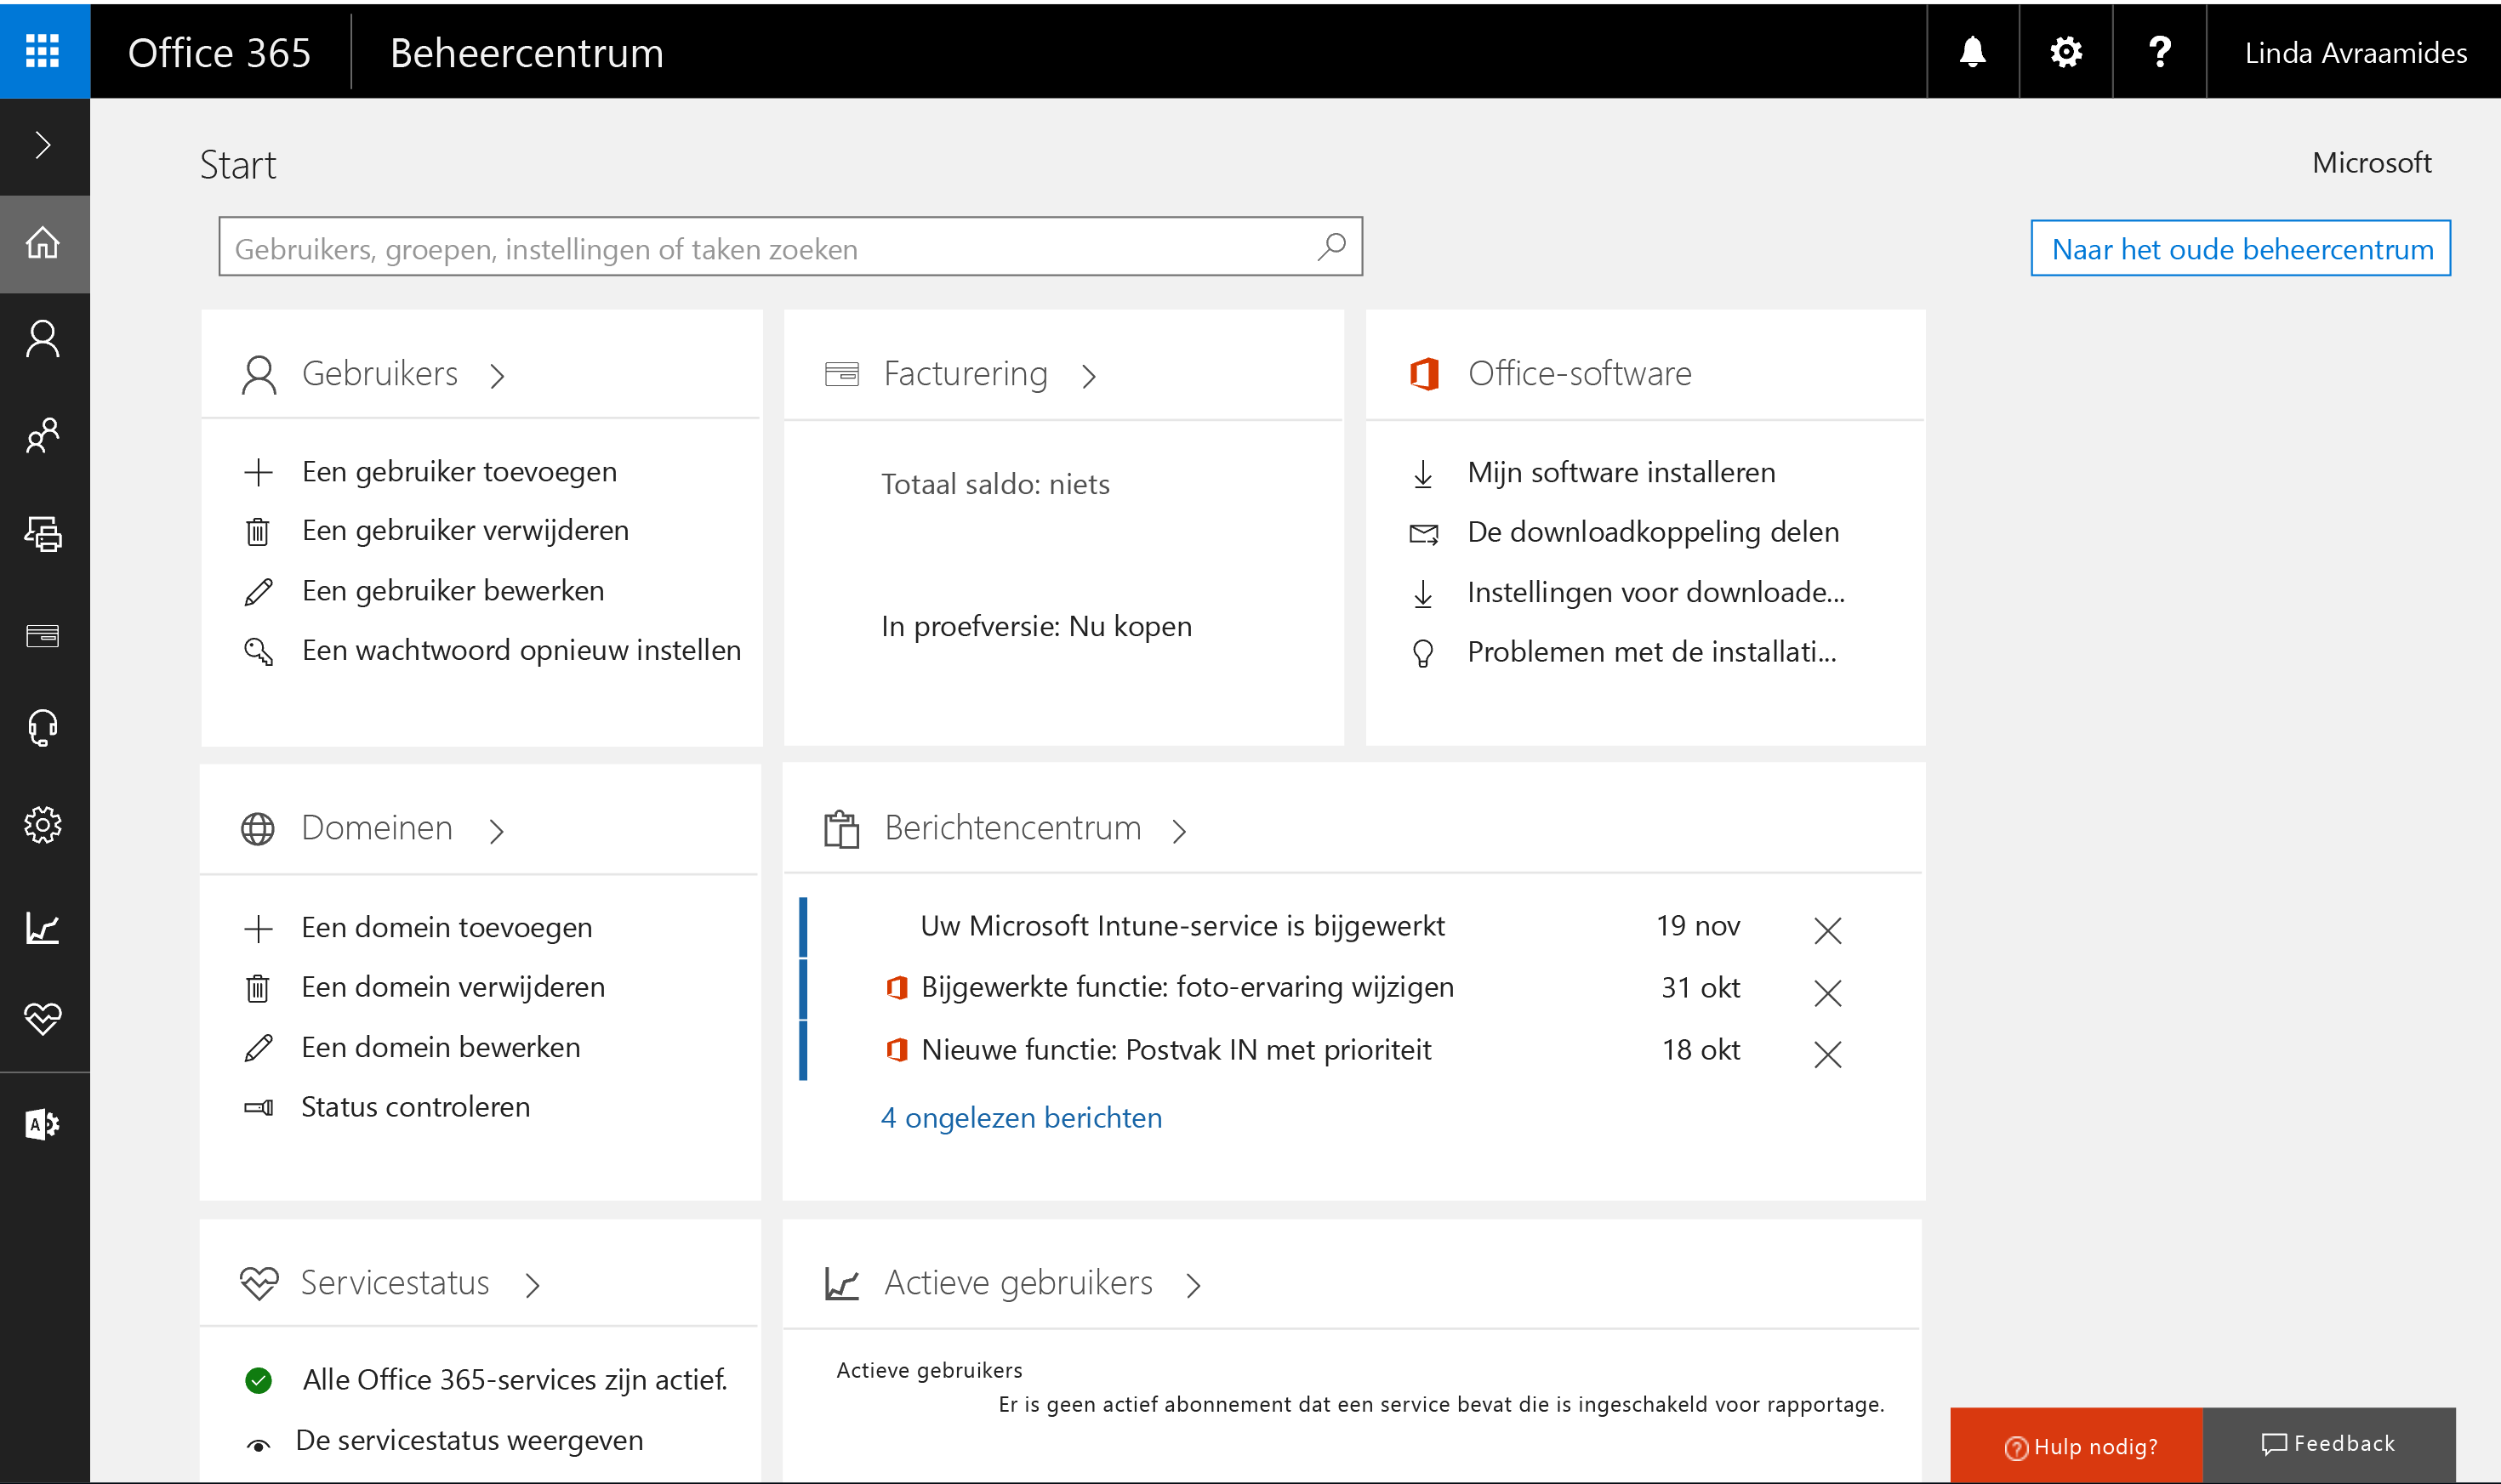 Office 365
Beheercentrum
?
Linda Avraamides
Start
Microsoft
Gebruikers, groepen, instellingen of taken zoeken
Naar het oude beheercentrum
Gebruikers
Een gebruiker toevoegen
Een gebruiker verwijderen
Een gebruiker bewerken
Een wachtwoord opnieuw instellen
Facturering
Totaal saldo: niets
In proefversie: Nu kopen
Office-software
Mijn software installeren
De downloadkoppeling delen
Instellingen voor downloade...
Problemen met de installati...
Domeinen
Een domein toevoegen
Een domein verwijderen
Een domein bewerken
Status controleren
Berichtencentrum
Uw Microsoft Intune-service is bijgewerkt 19 nov
Bijgewerkte functie: foto-ervaring wijzigen 31 okt
Nieuwe functie: Postvak IN met prioriteit 18 okt
4 ongelezen berichten
Servicestatus
Alle Office 365-services zijn actief.
De servicestatus weergeven
Actieve gebruikers
Actieve gebruikers
Er is geen actief abonnement dat een service bevat die is ingeschakeld voor rapportage.
Hulp nodig?
Feedback
A